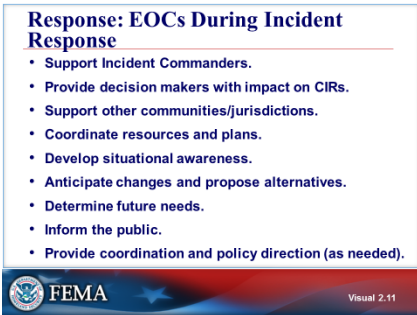 Response: EOCs During Incident
Response
• Support Incident Commanders.
• Provide decision makers with impact on CIRs.
• Support other communities/jurisdictions.
• Coordinate resources and plans.
• Develop situational awareness.
• Anticipate changes and propose alternatives.
• Determine future needs.
• Inform the public.
• Provide coordination and policy direction (as needed).
FEMA
Visual 2.11